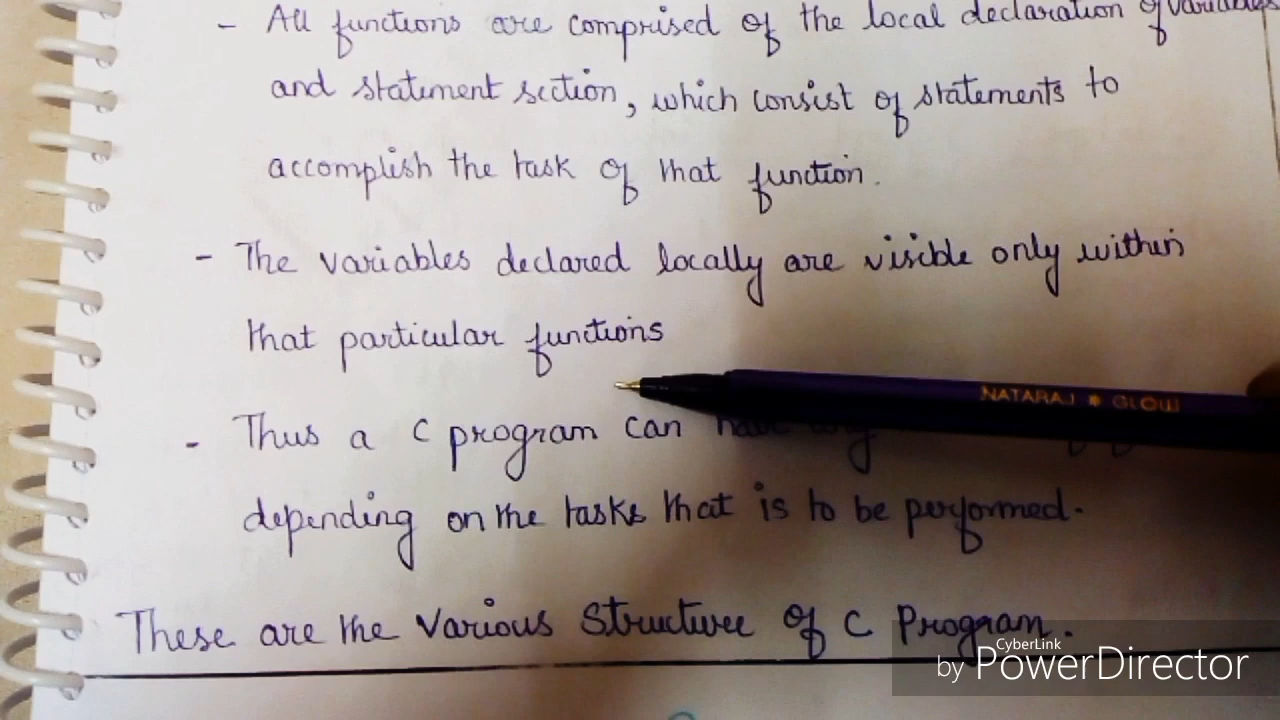 - All functions are comprised of the local declaration of variables
and statement section, which consist of statements to
accomplish the task of that function.
- The variables declared locally are visible only within
that particular functions
NATARAJ * GLOW
- Thus a C program can have any
depending on the tasks that is to be performed.
These are the various structure of C Program.
CyberLink
by PowerDirector